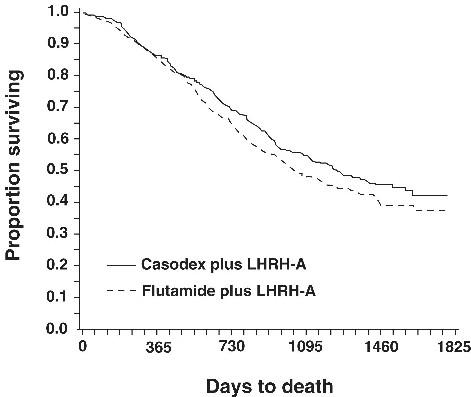 Proportion surviving
1.0
0.9
0.8
0.7
0.6
0.5
0.4
0.3
0.2
0.1
0.0
Casodex plus LHRH-A
Flutamide plus LHRH-A
0 365 730 1095 1460 1825
Days to death